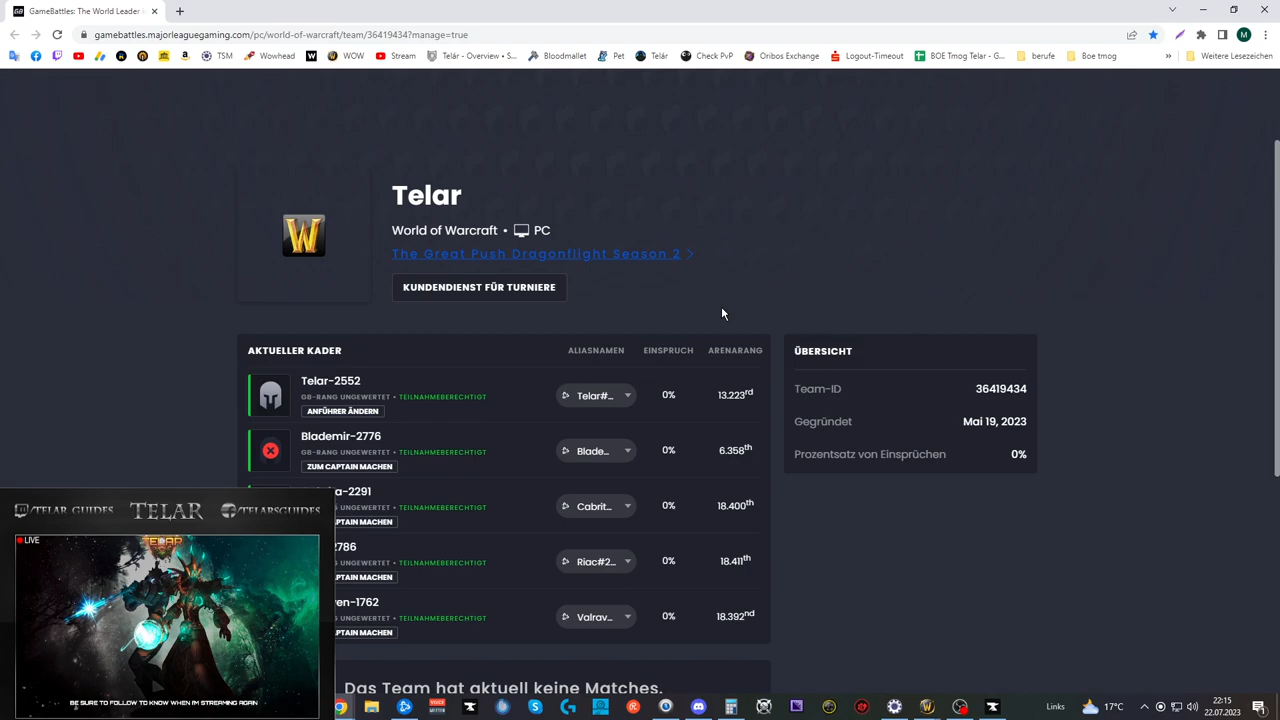 GameBattles: The World Leader
gamebattles.majorleaguegaming.com/pc/world-of-warcraft/team/36419434?manage=true
TSM
Wowhead
WOW
Stream
Telár - Overview • S...
Bloodmallet
Pet
Telár
Check PvP
Oribos Exchange
Logout-Timeout
BOE Tmog Telar - G...
berufe
Boe tmog
»
Weitere Lesezeichen
Telar
World of Warcraft • PC
The Great Push Dragonflight Season 2
KUNDENDIENST FÜR TURNIERE
AKTUELLER KADER ALIASNAMEN EINSPRUCH ARENARANG
Telar-2552
GB-RANG UNGEWERTET • TEILNAHMEBERECHTIGT
ANFÜHRER ÄNDERN
Telar#... 0% 13.223rd
Blademir-2776
GB-RANG UNGEWERTET • TEILNAHMEBERECHTIGT
ZUM CAPTAIN MACHEN
Blade... 0% 6.358th
-2291
UNGEWERTET • TEILNAHMEBERECHTIGT
CAPTAIN MACHEN
Cabrit... 0% 18.400th
2786
UNGEWERTET • TEILNAHMEBERECHTIGT
CAPTAIN MACHEN
Riac#2... 0% 18.411th
en-1762
UNGEWERTET • TEILNAHMEBERECHTIGT
CAPTAIN MACHEN
Valrav... 0% 18.392nd
ÜBERSICHT
Team-ID 36419434
Gegründet Mai 19, 2023
Prozentsatz von Einsprüchen 0%
Das Team hat aktuell keine Matches.
/TELAR GUIDES TELAR /TELARSGUIDES
LIVE
TELAR
BE SURE TO FOLLOW TO KNOW WHEN I'M STREAMING AGAIN
Links
17°C
22:15
22.07.2023